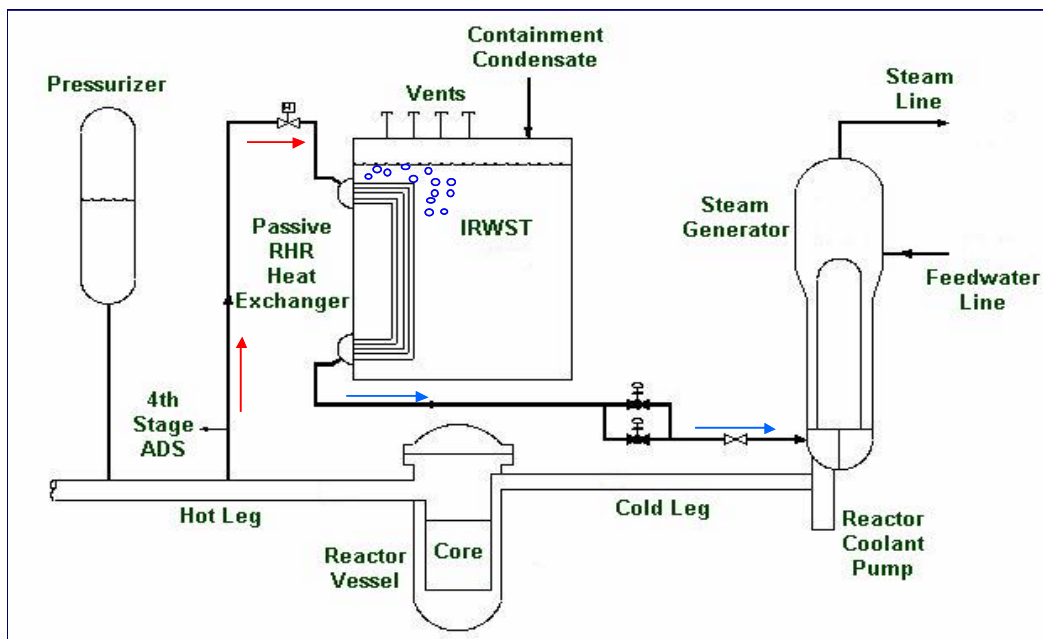 Containment
Condensate
Pressurizer
Vents
Steam
Line
Passive
RHR
Heat
Exchanger
IRWST
Steam
Generator
Feedwater
Line
4th
Stage
ADS
Hot Leg
Cold Leg
Reactor
Vessel
Core
Reactor
Coolant
Pump